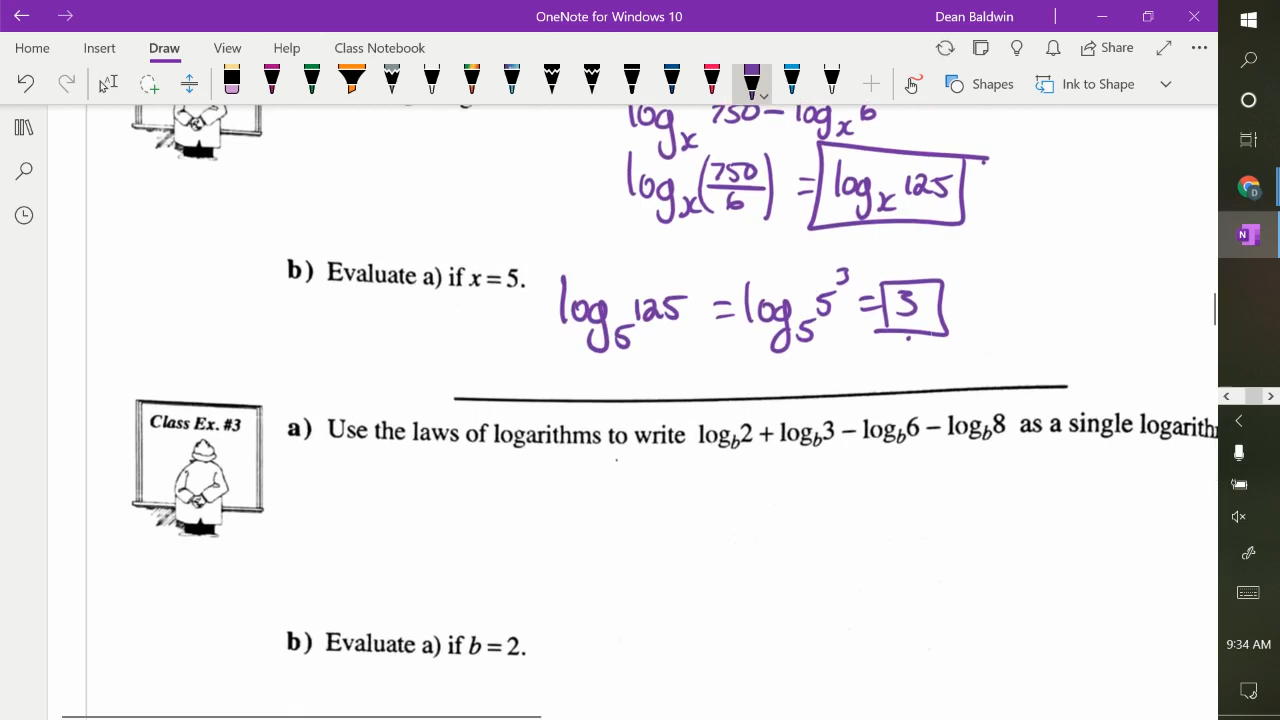 OneNote for Windows 10
Dean Baldwin
Home Insert Draw View Help Class Notebook
Share
Shapes
Ink to Shape
log_x 750 - log_x 6
log_x(750/6) = log_x 125
b) Evaluate a) if x = 5.
log_5 125 = log_5 5^3 = 3
Class Ex. #3
a) Use the laws of logarithms to write log_b2 + log_b3 – log_b6 – log_b8 as a single logarith
b) Evaluate a) if b = 2.
9:34 AM